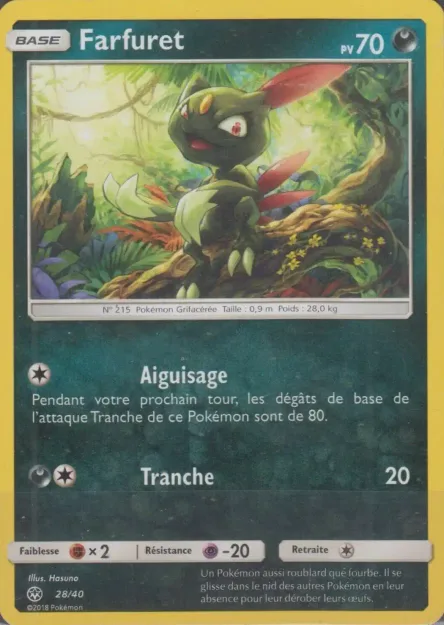 BASE Farfuret PV70
N° 215 Pokémon Grifacérée Taille : 0,9 m Poids : 28,0 kg
Aiguisage
Pendant votre prochain tour, les dégâts de base de
l'attaque Tranche de ce Pokémon sont de 80.
Tranche 20
Faiblesse ×2 Résistance -20 Retraite
Illus. Hasuno
28/40
©2018 Pokémon
Un Pokémon aussi roublard que fourbe. Il se
glisse dans le nid des autres Pokémon en leur
absence pour leur dérober leurs œufs.